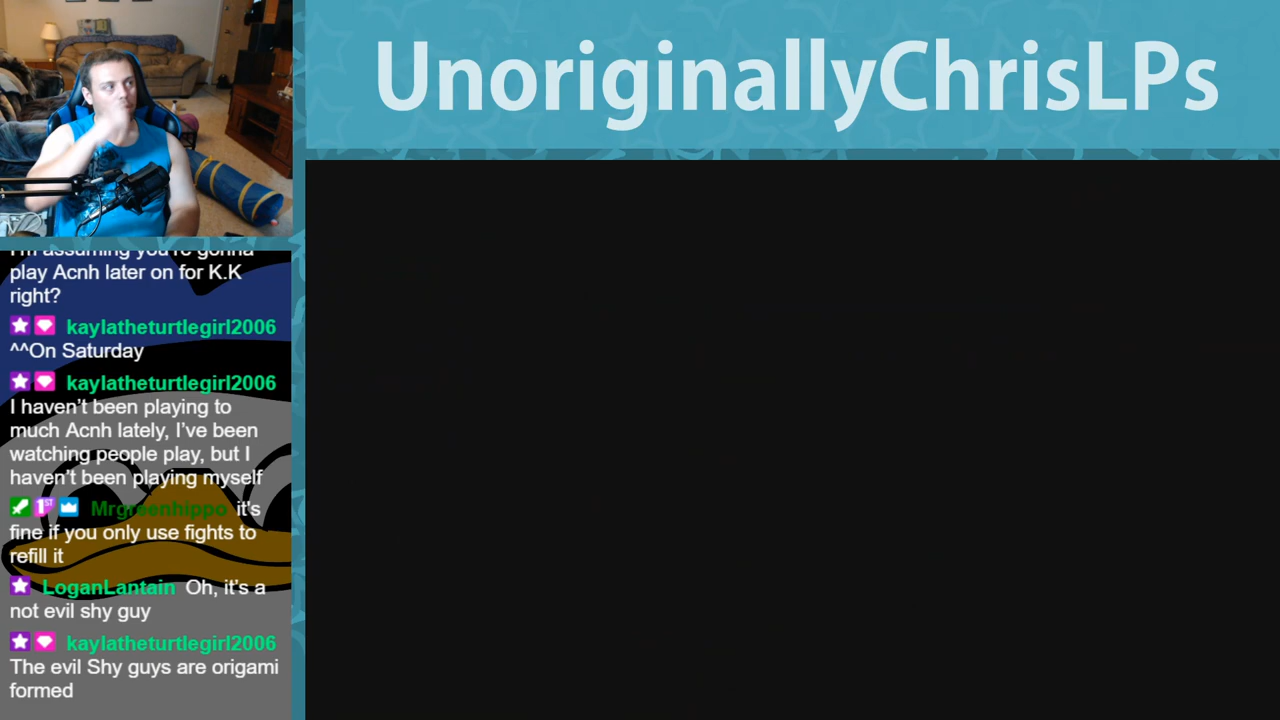 UnoriginallyChrisLPs
I'm assuming you're gonna
play Acnh later on for K.K
right?
kaylatheturtlegirl2006
^^On Saturday
kaylatheturtlegirl2006
I haven't been playing to
much Acnh lately, I've been
watching people play, but I
haven't been playing myself
1ST Mrgreenhippo it's
fine if you only use fights to
refill it
LoganLantain Oh, it's a
not evil shy guy
kaylatheturtlegirl2006
The evil Shy guys are origami
formed